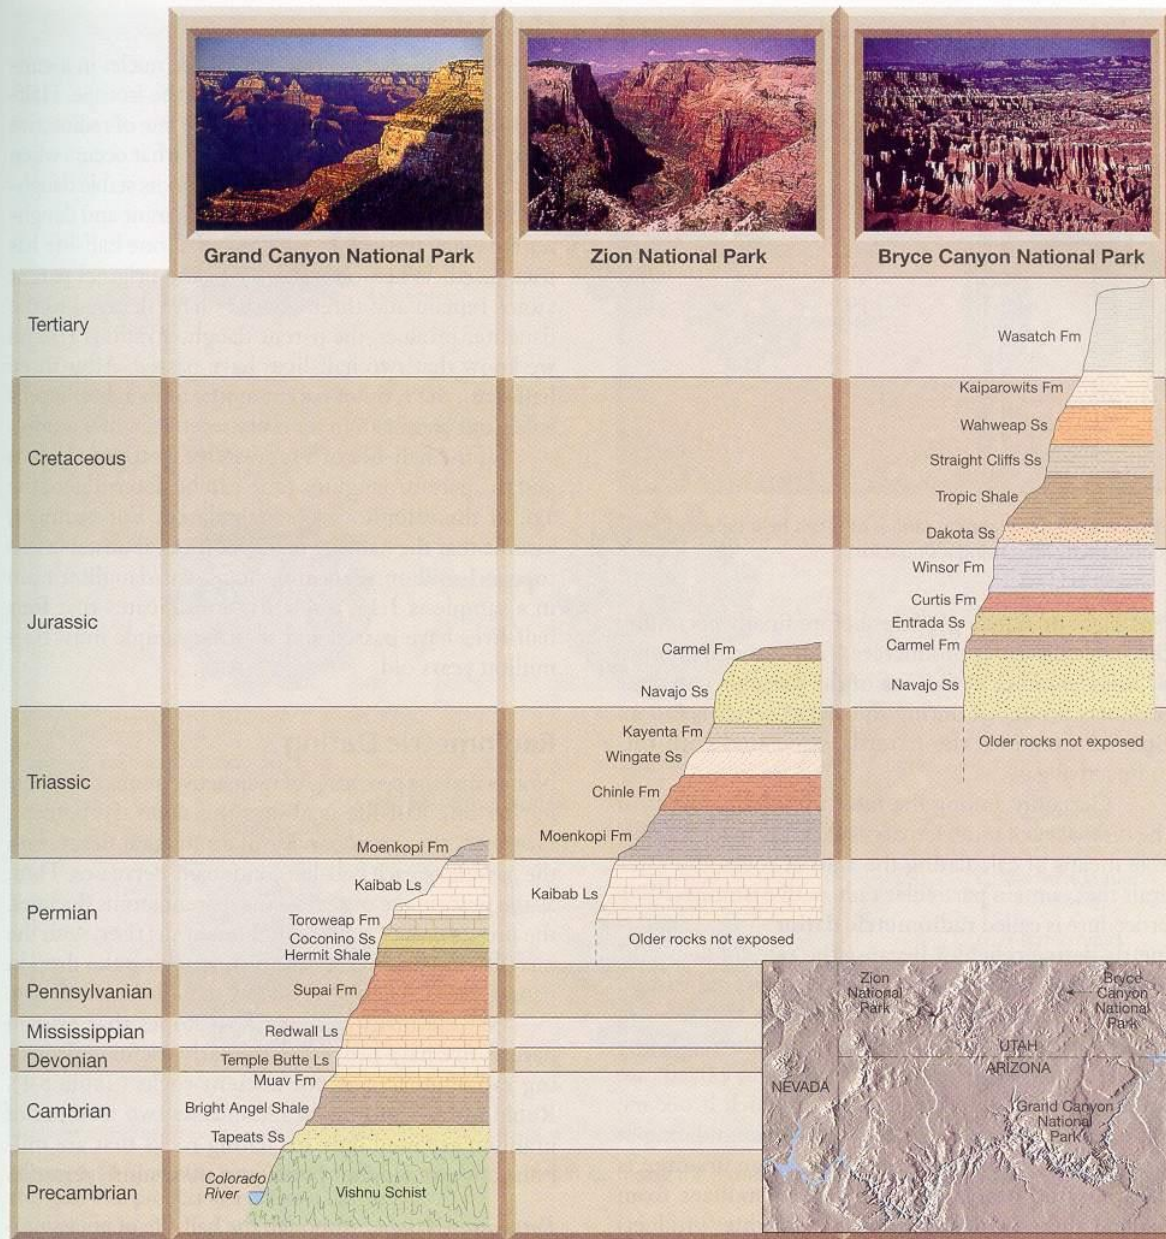 Grand Canyon National Park
Zion National Park
Bryce Canyon National Park
Tertiary
Wasatch Fm
Cretaceous
Kaiparowits Fm
Wahweap Ss
Straight Cliffs Ss
Tropic Shale
Dakota Ss
Jurassic
Winsor Fm
Curtis Fm
Entrada Ss
Carmel Fm
Navajo Ss
Older rocks not exposed
Carmel Fm
Navajo Ss
Triassic
Kayenta Fm
Wingate Ss
Chinle Fm
Moenkopi Fm
Kaibab Ls
Older rocks not exposed
Moenkopi Fm
Permian
Kaibab Ls
Toroweap Fm
Coconino Ss
Hermit Shale
Pennsylvanian
Supai Fm
Mississippian
Redwall Ls
Devonian
Temple Butte Ls
Cambrian
Muav Fm
Bright Angel Shale
Tapeats Ss
Precambrian
Colorado
River
Vishnu Schist
Zion
National
Park
Bryce
Canyon
National
Park
UTAH
ARIZONA
NEVADA
Grand Canyon
National
Park